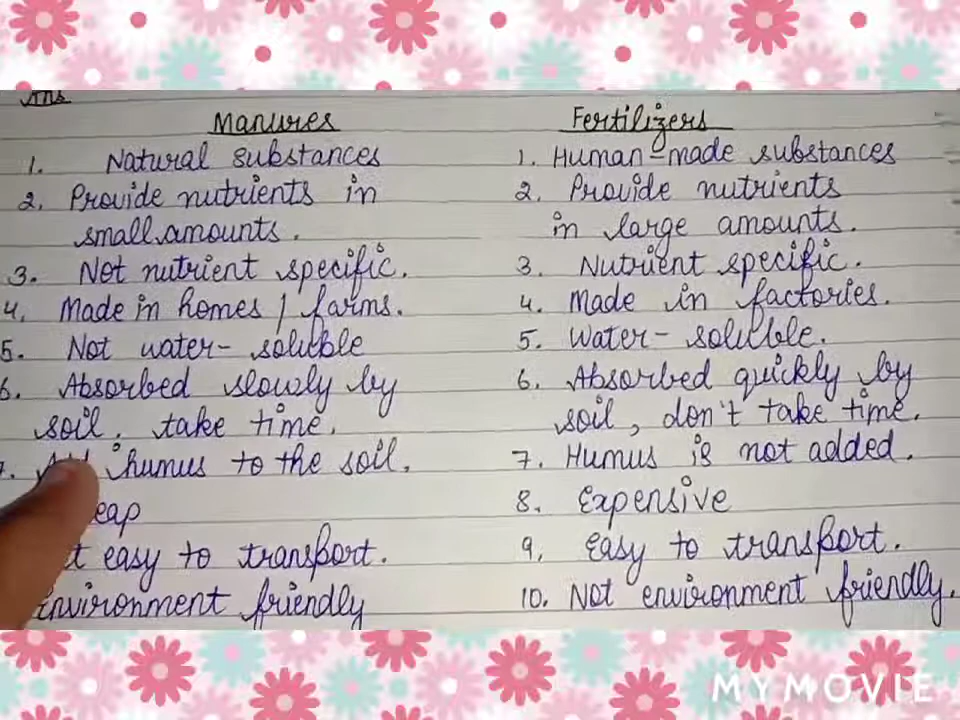 Ans
Manures
1. Natural substances
2. Provide nutrients in
small amounts.
3. Not nutrient specific.
4. Made in homes / farms.
5. Not water-soluble
6. Absorbed slowly by
soil, take time.
humus to the soil.
easy to transport.
Environment friendly
Fertilizers
1. Human-made substances
2. Provide nutrients
in large amounts.
3. Nutrient specific.
4. Made in factories.
5. Water-soluble.
6. Absorbed quickly by
soil, don't take time.
7. Humus is not added.
8. Expensive
9. Easy to transport.
10. Not environment friendly.
MYMOVIE